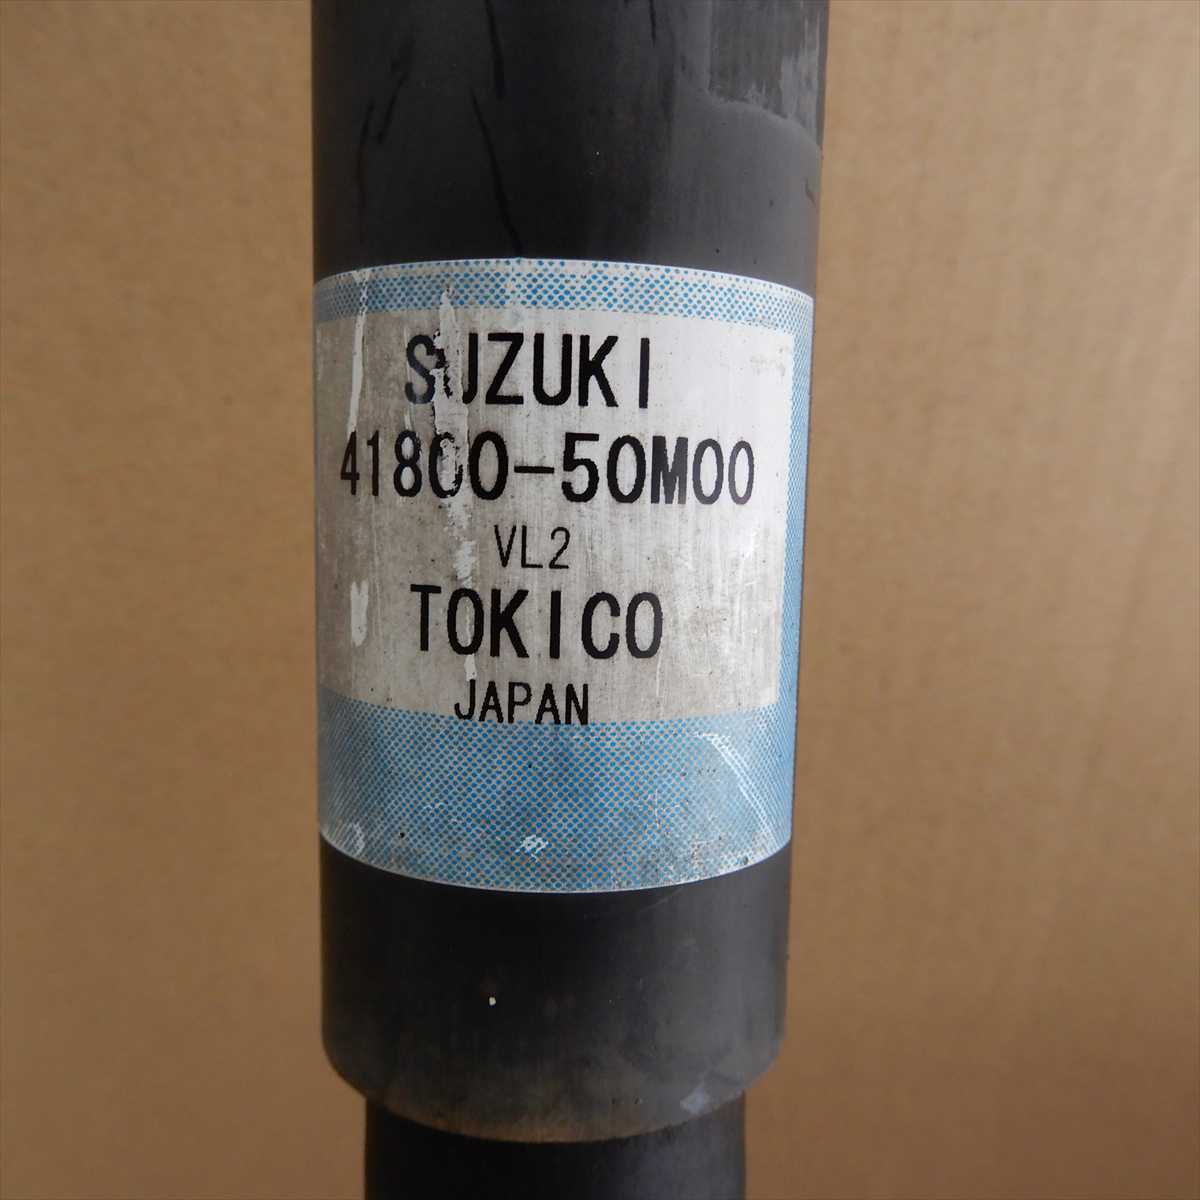 SUZUKI
41800-50M00
VL2
TOKICO
JAPAN